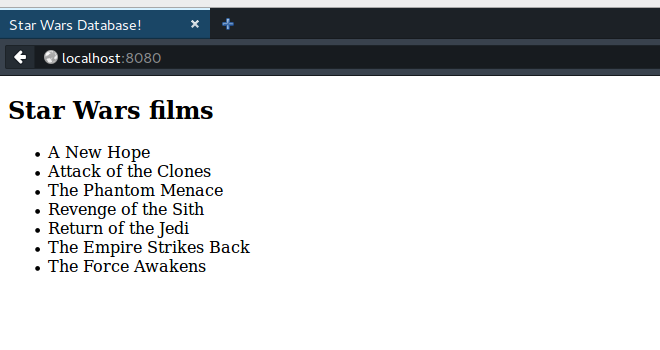 Star Wars Database!
localhost:8080
Star Wars films
A New Hope
Attack of the Clones
The Phantom Menace
Revenge of the Sith
Return of the Jedi
The Empire Strikes Back
The Force Awakens